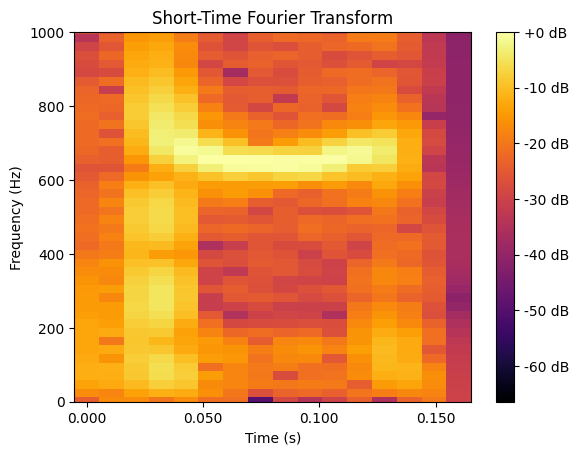 Short-Time Fourier Transform
1000
800
600
400
200
0
Frequency (Hz)
0.000
0.050
0.100
0.150
Time (s)
+0 dB
-10 dB
-20 dB
-30 dB
-40 dB
-50 dB
-60 dB